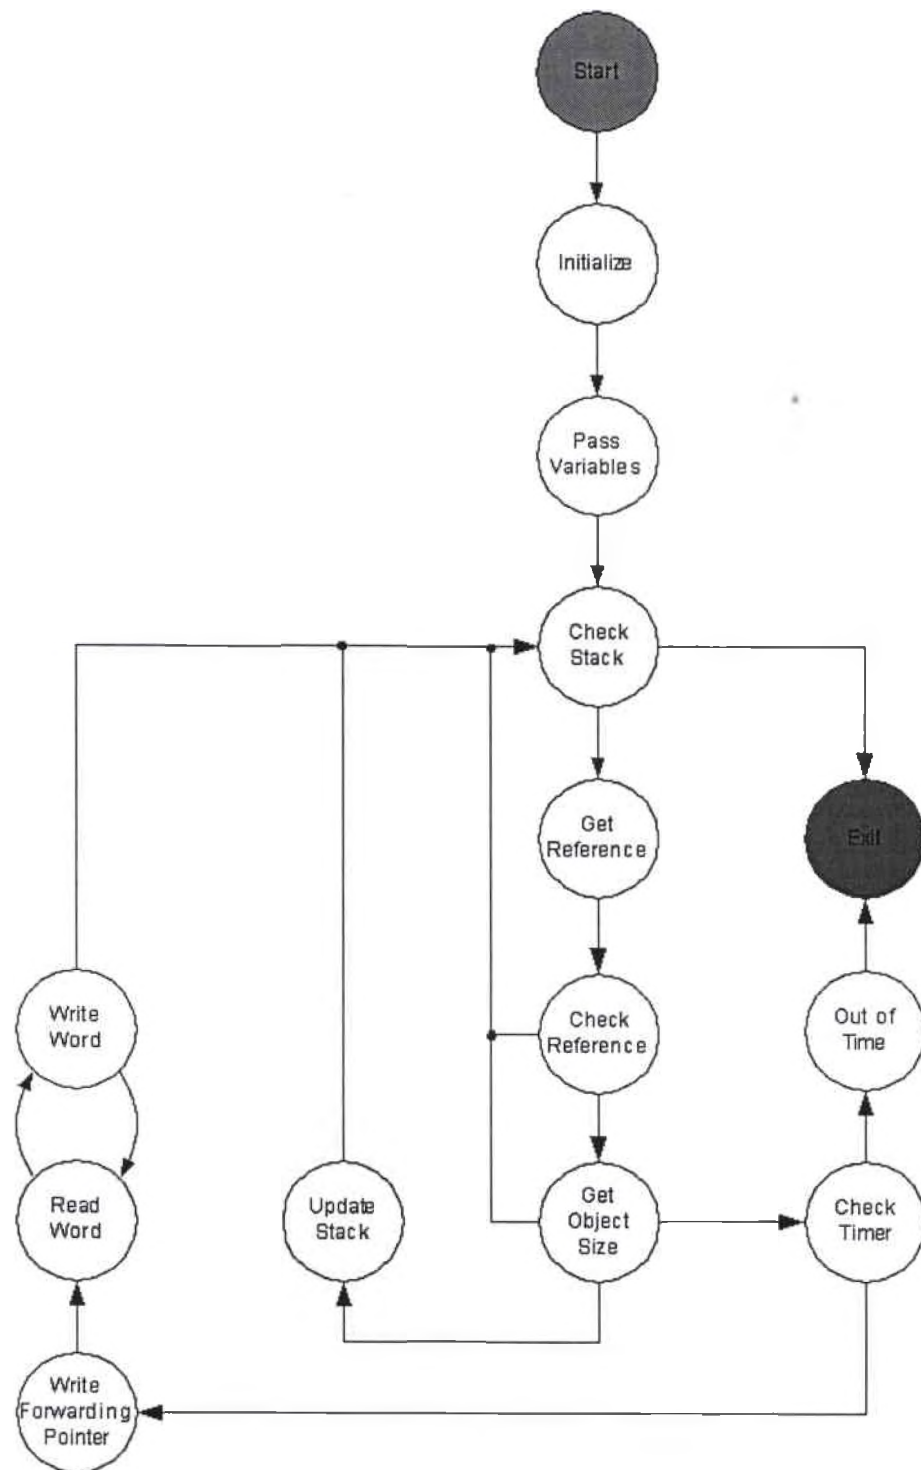 Start
Initialize
Pass
Variables
Check
Stack
Get
Reference
Exit
Write
Word
Check
Reference
Out of
Time
Read
Word
Update
Stack
Get
Object
Size
Check
Timer
Write
Forwarding
Pointer